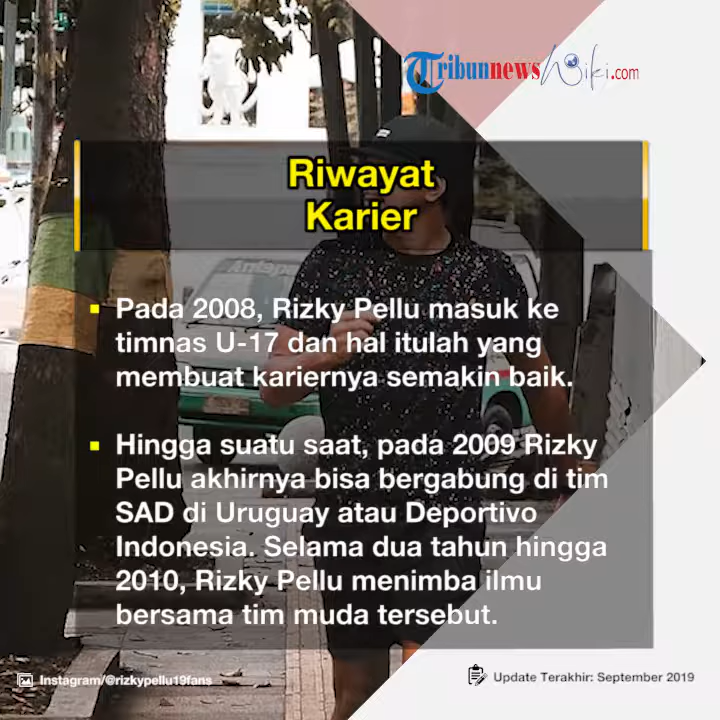 TribunnewsWiki.com
Riwayat
Karier
Pada 2008, Rizky Pellu masuk ke
timnas U-17 dan hal itulah yang
membuat kariernya semakin baik.
Hingga suatu saat, pada 2009 Rizky
Pellu akhirnya bisa bergabung di tim
SAD di Uruguay atau Deportivo
Indonesia. Selama dua tahun hingga
2010, Rizky Pellu menimba ilmu
bersama tim muda tersebut.
Instagram/@rizkypellu19fans
Update Terakhir: September 2019